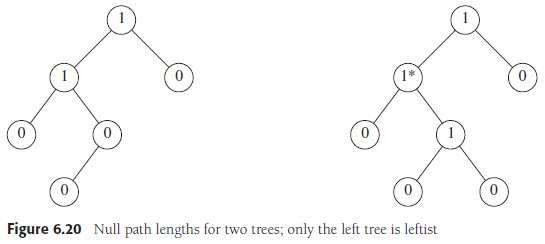 1 1
1 0 1* 0
0 0 0 1
0 0 0
Figure 6.20 Null path lengths for two trees; only the left tree is leftist